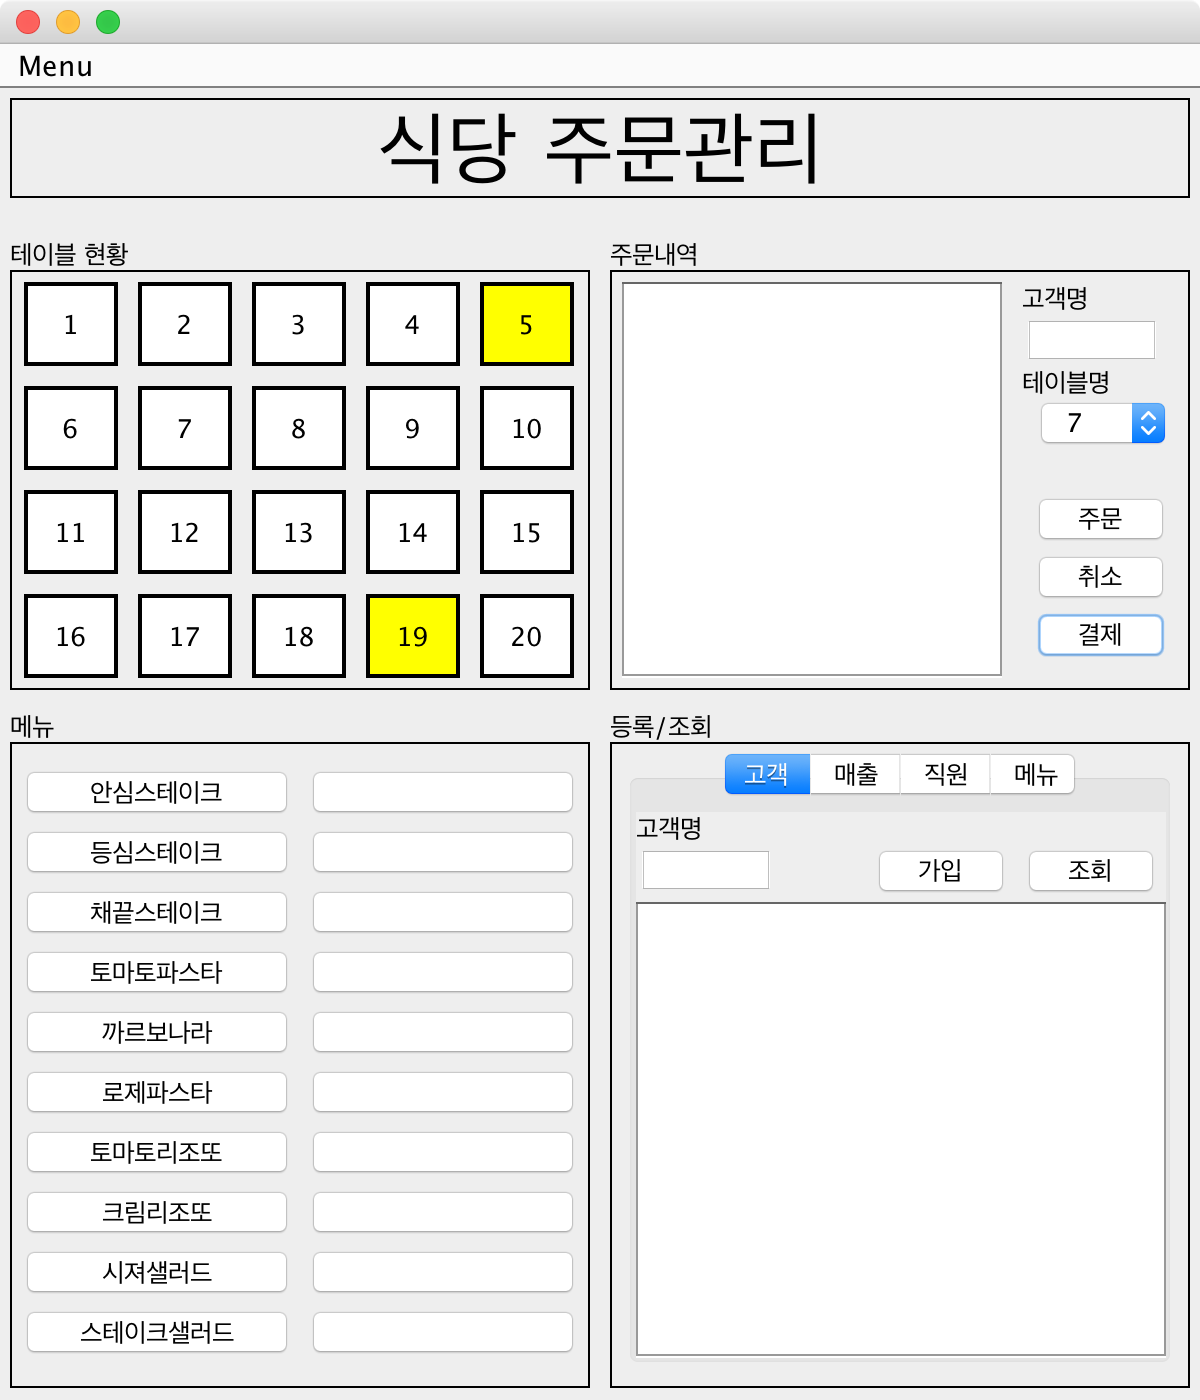 Menu
식당 주문관리
테이블 현황
1 2 3 4 5
6 7 8 9 10
11 12 13 14 15
16 17 18 19 20
주문내역
고객명
테이블명
7
주문
취소
결제
메뉴
안심스테이크
등심스테이크
채끝스테이크
토마토파스타
까르보나라
로제파스타
토마토리조또
크림리조또
시져샐러드
스테이크샐러드
등록/조회
고객 매출 직원 메뉴
고객명
가입 조회